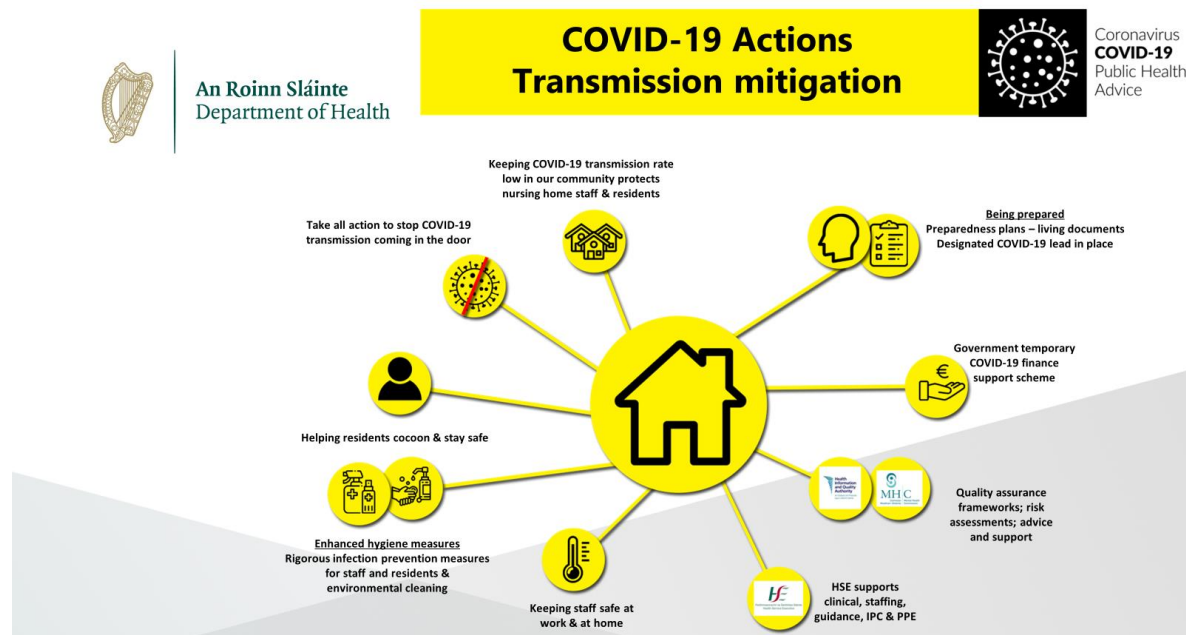 COVID-19 Actions
Transmission mitigation
An Roinn Sláinte
Department of Health
Coronavirus
COVID-19
Public Health
Advice
Keeping COVID-19 transmission rate
low in our community protects
nursing home staff & residents
Take all action to stop COVID-19
transmission coming in the door
Being prepared
Preparedness plans – living documents
Designated COVID-19 lead in place
Government temporary
COVID-19 finance
support scheme
€
Helping residents cocoon & stay safe
Health
Information
and Quality
Authority
MHC
Quality assurance
frameworks; risk
assessments; advice
and support
Enhanced hygiene measures
Rigorous infection prevention measures
for staff and residents &
environmental cleaning
Keeping staff safe at
work & at home
HSE supports
clinical, staffing,
guidance, IPC & PPE